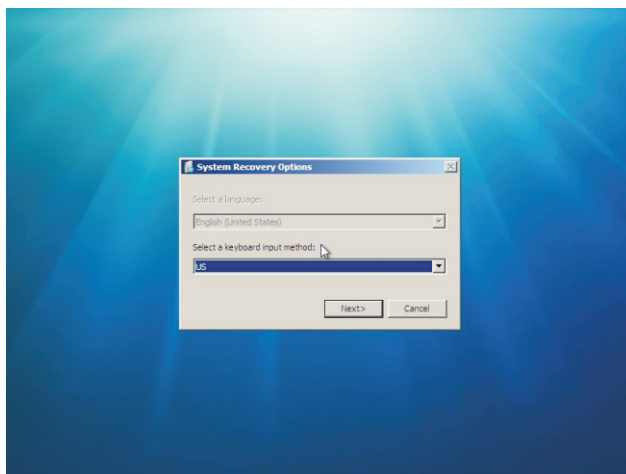 System Recovery Options
Select a language:
English (United States)
Select a keyboard input method:
US
Next>
Cancel